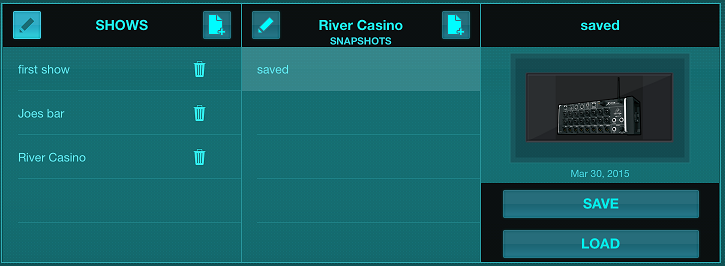 SHOWS
first show
Joes bar
River Casino
River Casino
SNAPSHOTS
saved
saved
Mar 30, 2015
SAVE
LOAD